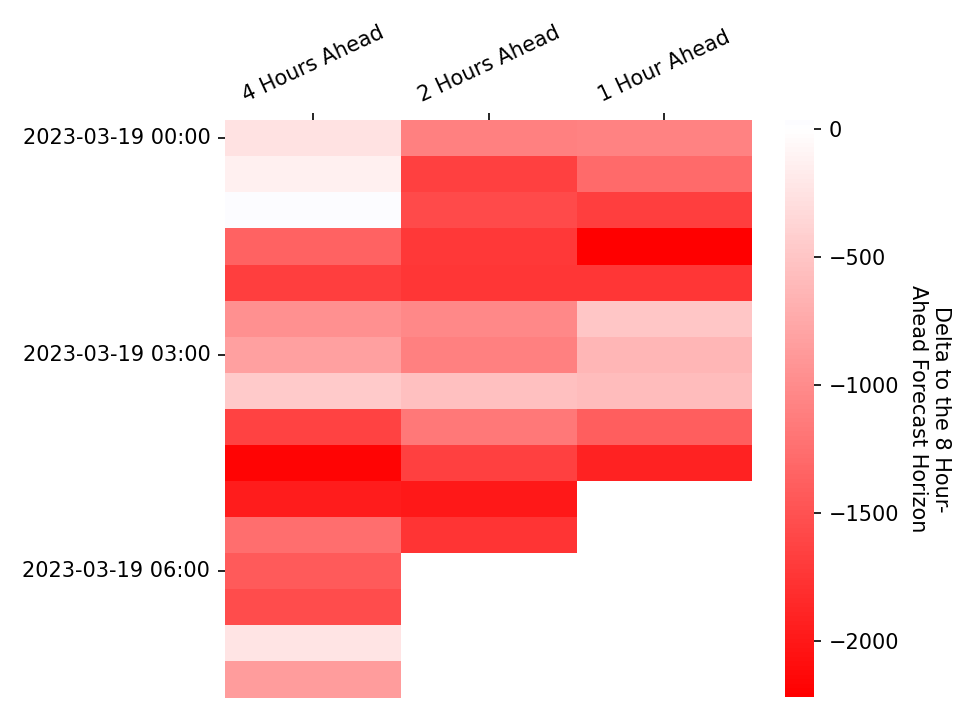 4 Hours Ahead
2 Hours Ahead
1 Hour Ahead
2023-03-19 00:00
2023-03-19 03:00
2023-03-19 06:00
0
−500
−1000
−1500
−2000
Delta to the 8 Hour-
Ahead Forecast Horizon